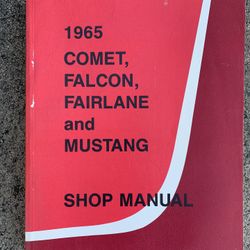 1965
COMET,
FALCON,
FAIRLANE
and
MUSTANG
SHOP MANUAL